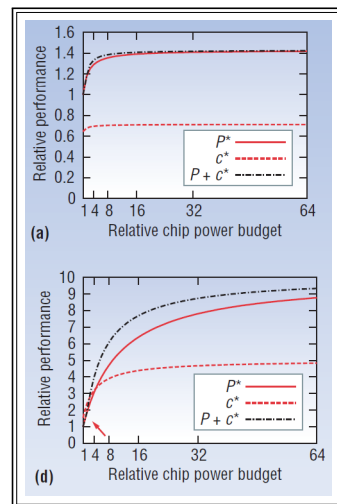 Relative performance
1.6
1.4
1.2
1
0.8
0.6
0.4
0.2
0
P*
c*
P + c*
1 4 8 16 32 64
(a) Relative chip power budget
Relative performance
10
9
8
7
6
5
4
3
2
1
0
P*
c*
P + c*
1 4 8 16 32 64
(d) Relative chip power budget